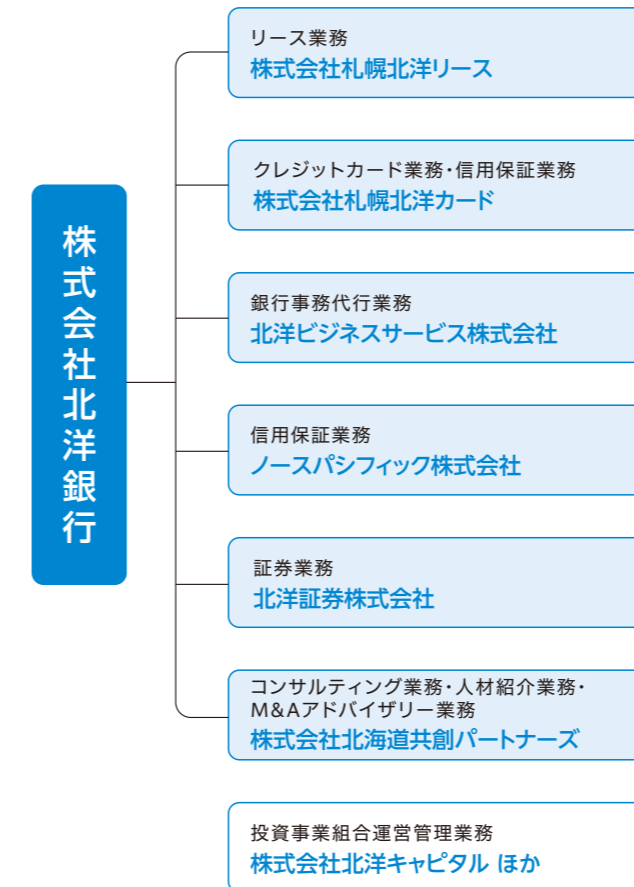 株式会社北洋銀行
リース業務
株式会社札幌北洋リース
クレジットカード業務・信用保証業務
株式会社札幌北洋カード
銀行事務代行業務
北洋ビジネスサービス株式会社
信用保証業務
ノースパシフィック株式会社
証券業務
北洋証券株式会社
コンサルティング業務・人材紹介業務・
M&Aアドバイザリー業務
株式会社北海道共創パートナーズ
投資事業組合運営管理業務
株式会社北洋キャピタル ほか